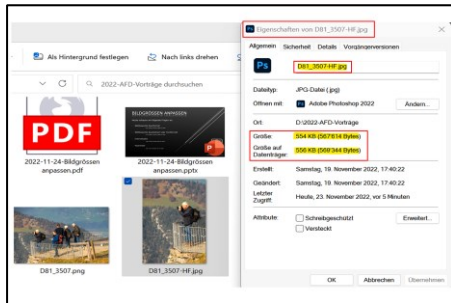 Eigenschaften von D81_3507-HF.jpg
Als Hintergrund festlegen
Nach links drehen
2022-AFD-Vorträge durchsuchen
PDF
2022-11-24-Bildgrössen
anpassen.pdf
BILDGRÖSSEN ANPASSEN
2022-11-24-Bildgrössen
anpassen.pptx
D81_3507.png
D81_3507-HF.jpg
Allgemein
Sicherheit
Details
Vorgängerversionen
Ps
D81_3507-HF.jpg
Dateityp: JPG-Datei (.jpg)
Öffnen mit: Ps Adobe Photoshop 2022 Ändern...
Ort: D:\2022-AFD-Vorträge
Größe: 554 KB (567'614 Bytes)
Größe auf
Datenträger: 556 KB (569'344 Bytes)
Erstellt: Samstag, 19. November 2022, 17:40:22
Geändert: Samstag, 19. November 2022, 17:40:22
Letzter
Zugriff: Heute, 23. November 2022, vor 5 Minuten
Attribute: Schreibgeschützt Erweitert...
Versteckt
OK
Abbrechen
Übernehmen